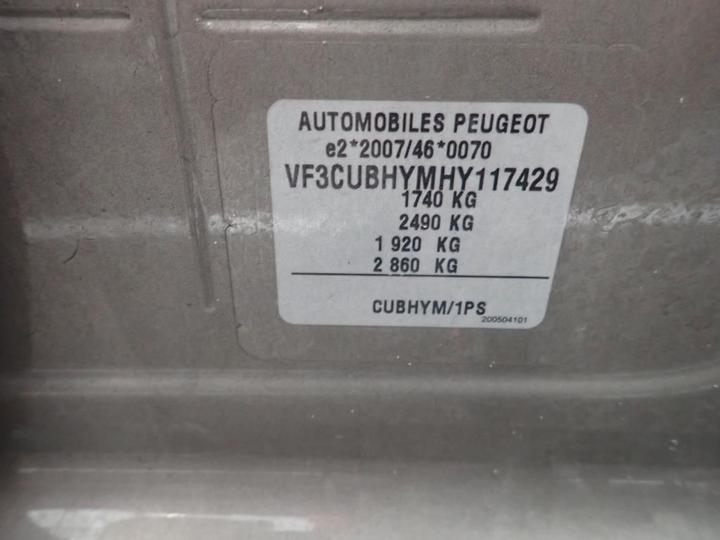 AUTOMOBILES PEUGEOT
e2*2007/46*0070
VF3CUBHYMHY117429
1740 KG
2490 KG
1 920 KG
2 860 KG
CUBHYM/1PS
200504101